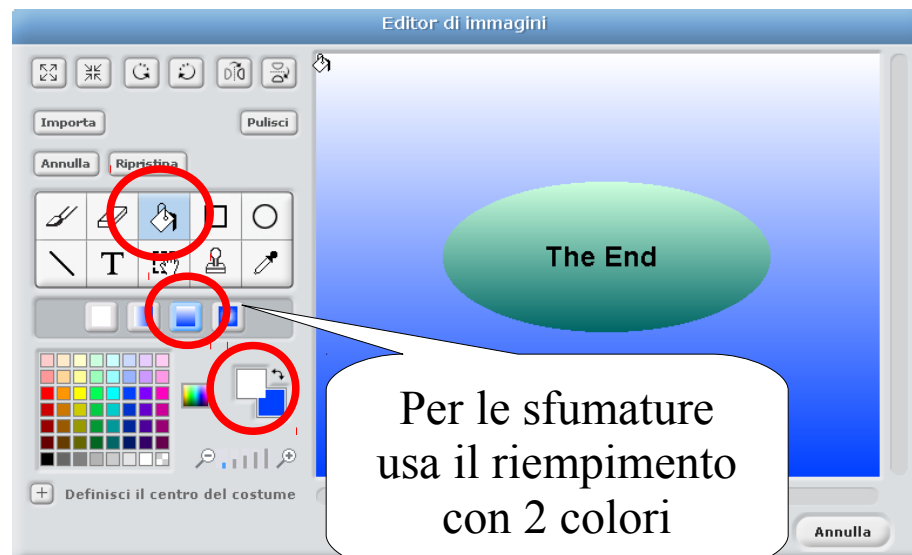 Editor di immagini
Importa
Pulisci
Annulla
Ripristina
T
The End
Per le sfumature
usa il riempimento
con 2 colori
Definisci il centro del costume
Annulla